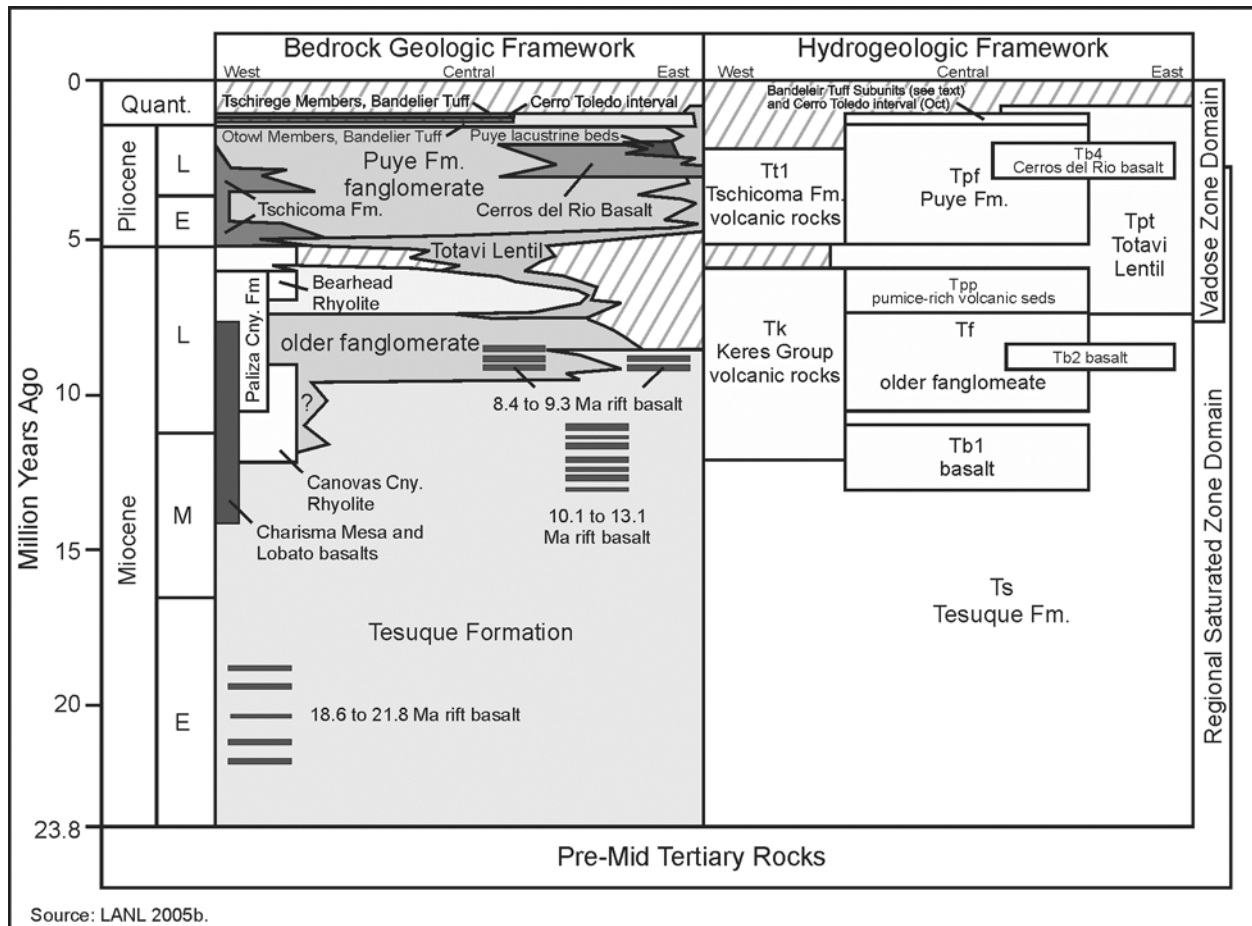 Bedrock Geologic Framework
West
Central
East
Hydrogeologic Framework
West
Central
East
Million Years Ago
0
5
10
15
20
23.8
Quant.
Pliocene
L
E
Miocene
L
M
E
Tschirege Members, Bandelier Tuff
Cerro Toledo interval
Otowl Members, Bandelier Tuff
Puye lacustrine beds
Puye Fm.
fanglomerate
Tschicoma Fm.
Cerros del Rio Basalt
Totavi Lentil
Bearhead
Rhyolite
Paliza Cny. Fm
older fanglomerate
?
8.4 to 9.3 Ma rift basalt
Canovas Cny.
Rhyolite
10.1 to 13.1
Ma rift basalt
Charisma Mesa and
Lobato basalts
Tesuque Formation
18.6 to 21.8 Ma rift basalt
Bandeleir Tuff Subunits (see text)
and Cerro Toledo interval (Oct)
Tt1
Tschicoma Fm.
volcanic rocks
Tpf
Puye Fm.
Tb4
Cerros del Rio basalt
Tpt
Totavi
Lentil
Tpp
pumice-rich volcanic seds
Tk
Keres Group
volcanic rocks
Tf
older fanglomeate
Tb2 basalt
Tb1
basalt
Ts
Tesuque Fm.
Vadose Zone Domain
Regional Saturated Zone Domain
Pre-Mid Tertiary Rocks
Source: LANL 2005b.